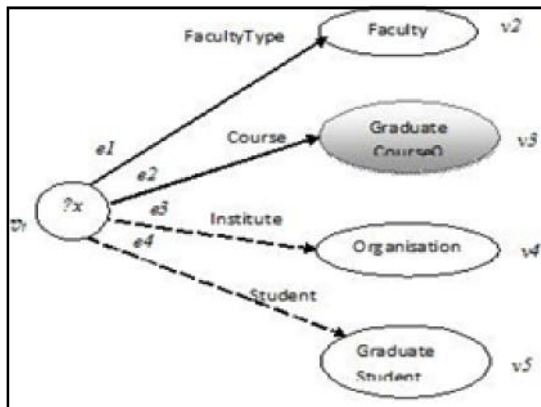 FacultyType
Faculty
v2
e1
Course
Graduate
Course0
v3
e2
?x
v1
e3
Institute
Organisation
v4
e4
Student
Graduate
Student
v5